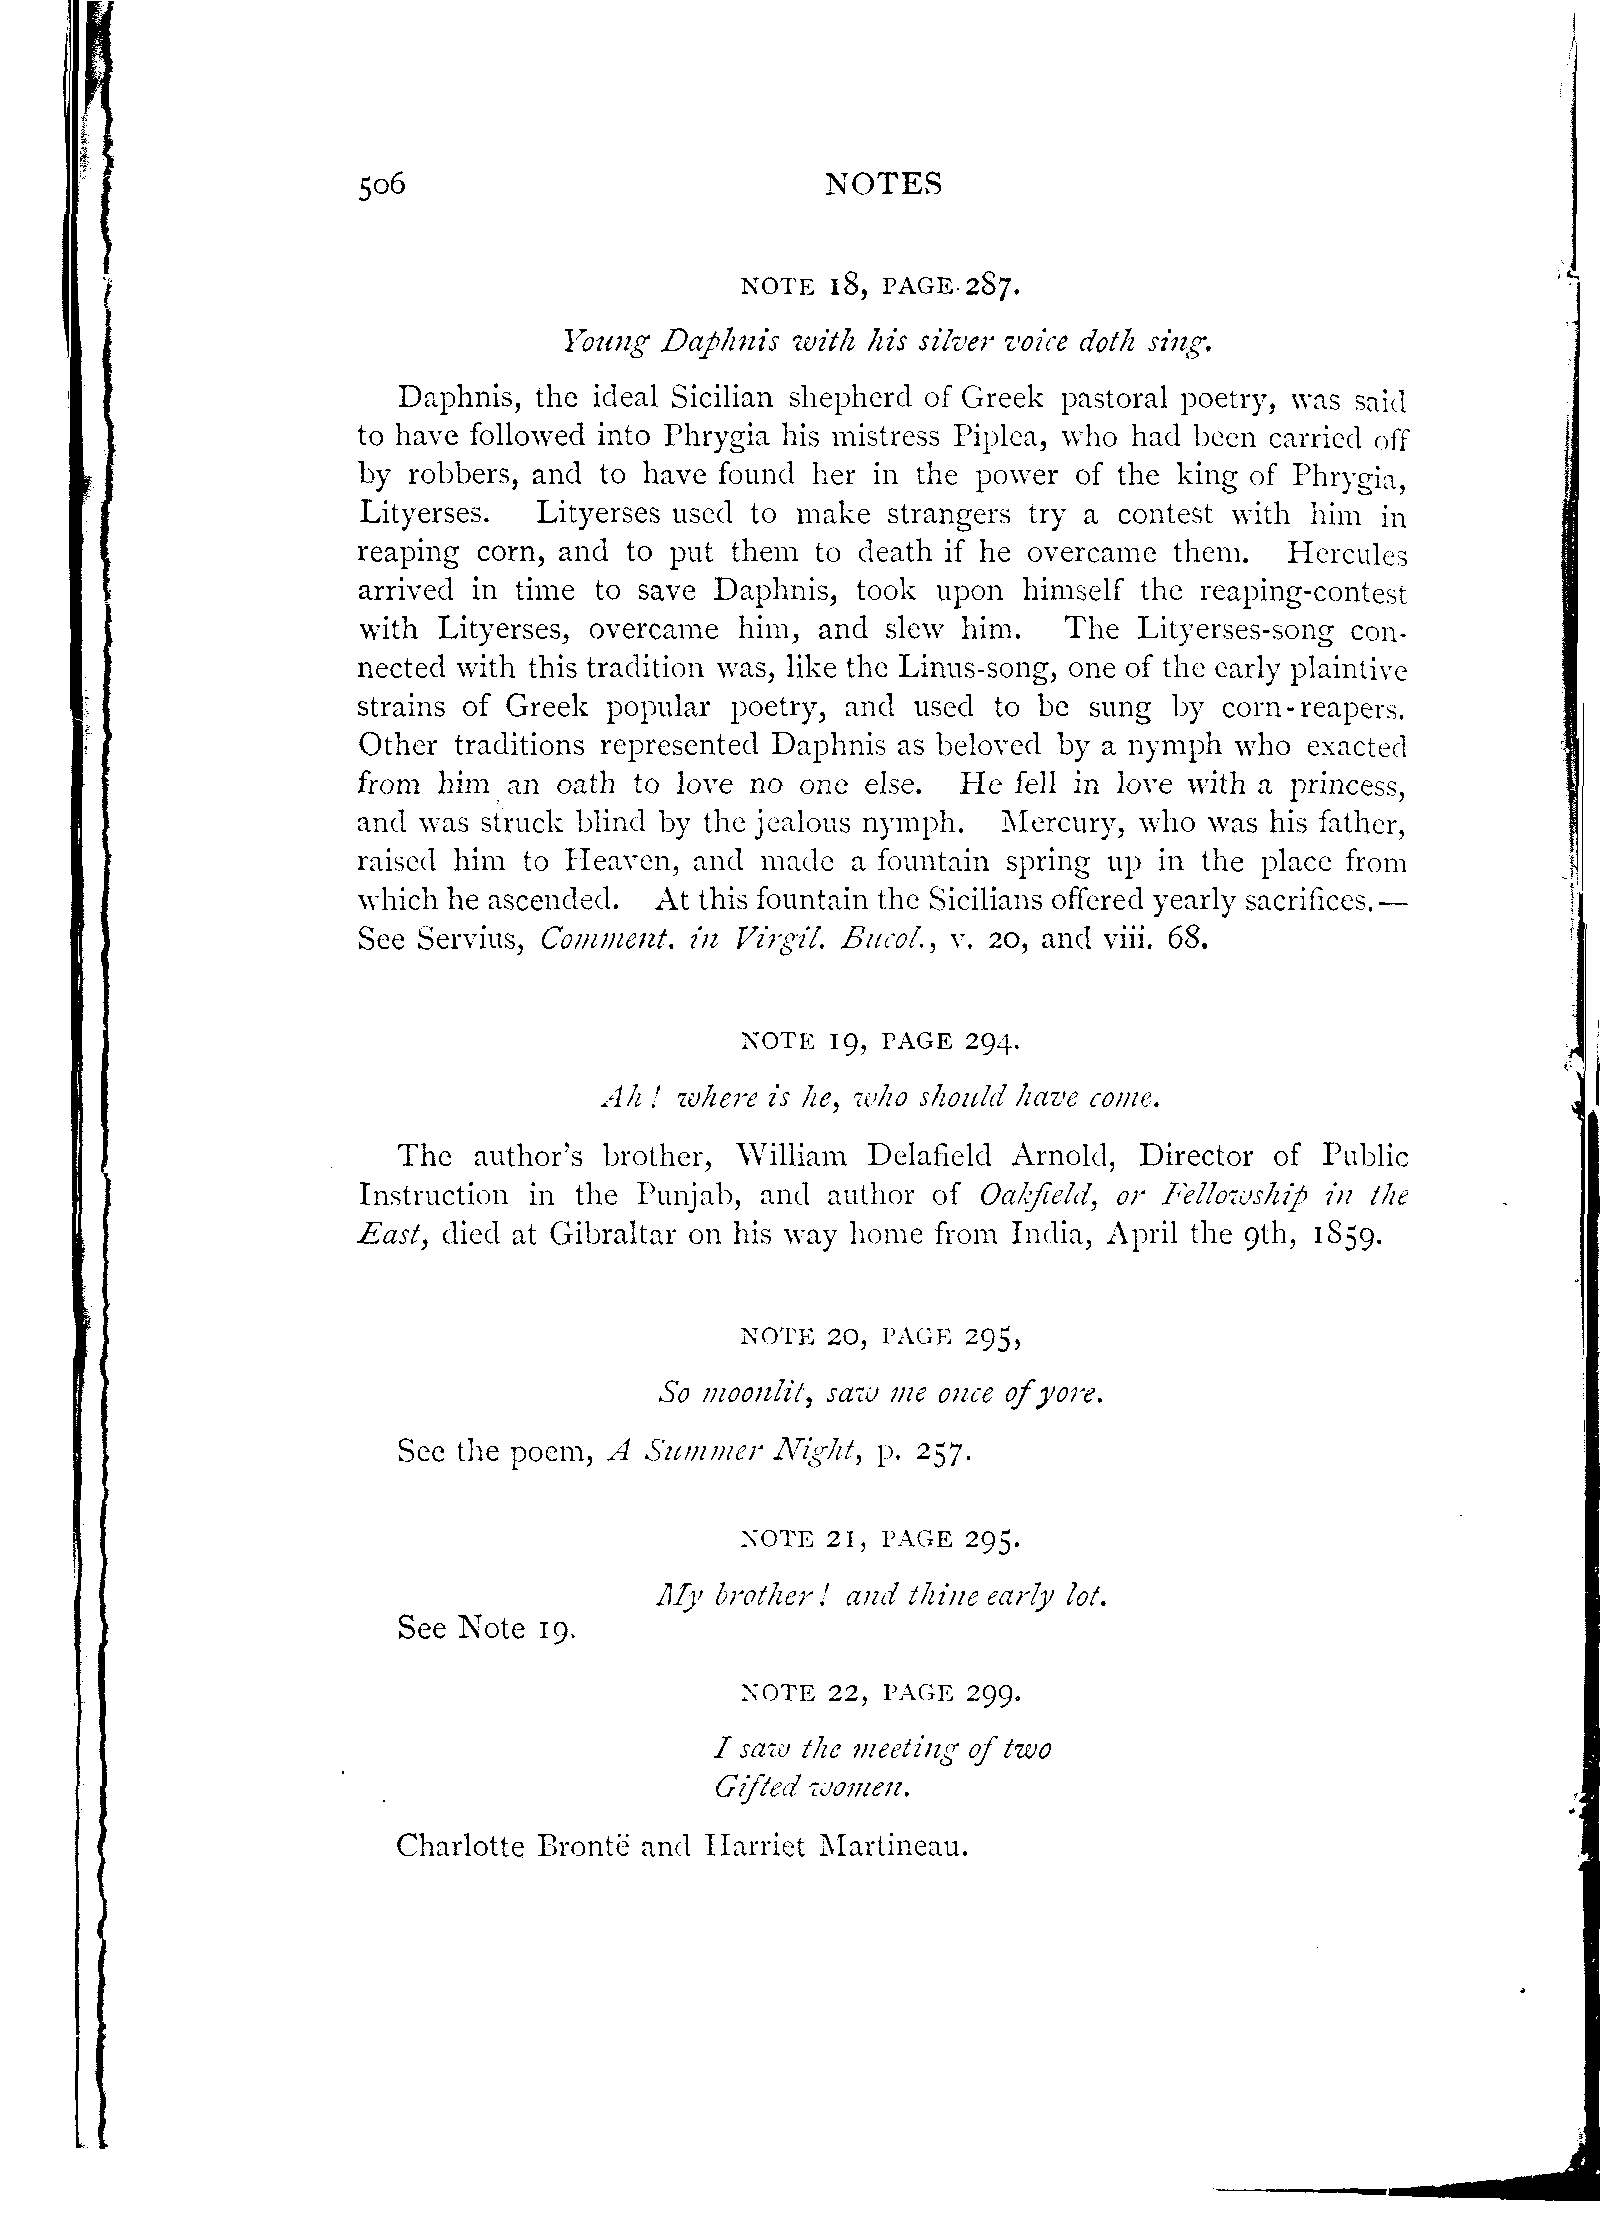 506 NOTES
NOTE 18, PAGE 287.
Young Daphnis with his silver voice doth sing.
Daphnis, the ideal Sicilian shepherd of Greek pastoral poetry, was said
to have followed into Phrygia his mistress Piplea, who had been carried off
by robbers, and to have found her in the power of the king of Phrygia,
Lityerses. Lityerses used to make strangers try a contest with him in
reaping corn, and to put them to death if he overcame them. Hercules
arrived in time to save Daphnis, took upon himself the reaping-contest
with Lityerses, overcame him, and slew him. The Lityerses-song con-
nected with this tradition was, like the Linus-song, one of the early plaintive
strains of Greek popular poetry, and used to be sung by corn-reapers.
Other traditions represented Daphnis as beloved by a nymph who exacted
from him an oath to love no one else. He fell in love with a princess,
and was struck blind by the jealous nymph. Mercury, who was his father,
raised him to Heaven, and made a fountain spring up in the place from
which he ascended. At this fountain the Sicilians offered yearly sacrifices.—
See Servius, Comment. in Virgil. Bucol., v. 20, and viii. 68.
NOTE 19, PAGE 294.
Ah! where is he, who should have come.
The author's brother, William Delafield Arnold, Director of Public
Instruction in the Punjab, and author of Oakfield, or Fellowship in the
East, died at Gibraltar on his way home from India, April the 9th, 1859.
NOTE 20, PAGE 295,
So moonlit, saw me once of yore.
See the poem, A Summer Night, p. 257.
NOTE 21, PAGE 295.
My brother! and thine early lot.
See Note 19.
NOTE 22, PAGE 299.
I saw the meeting of two
Gifted women.
Charlotte Brontë and Harriet Martineau.